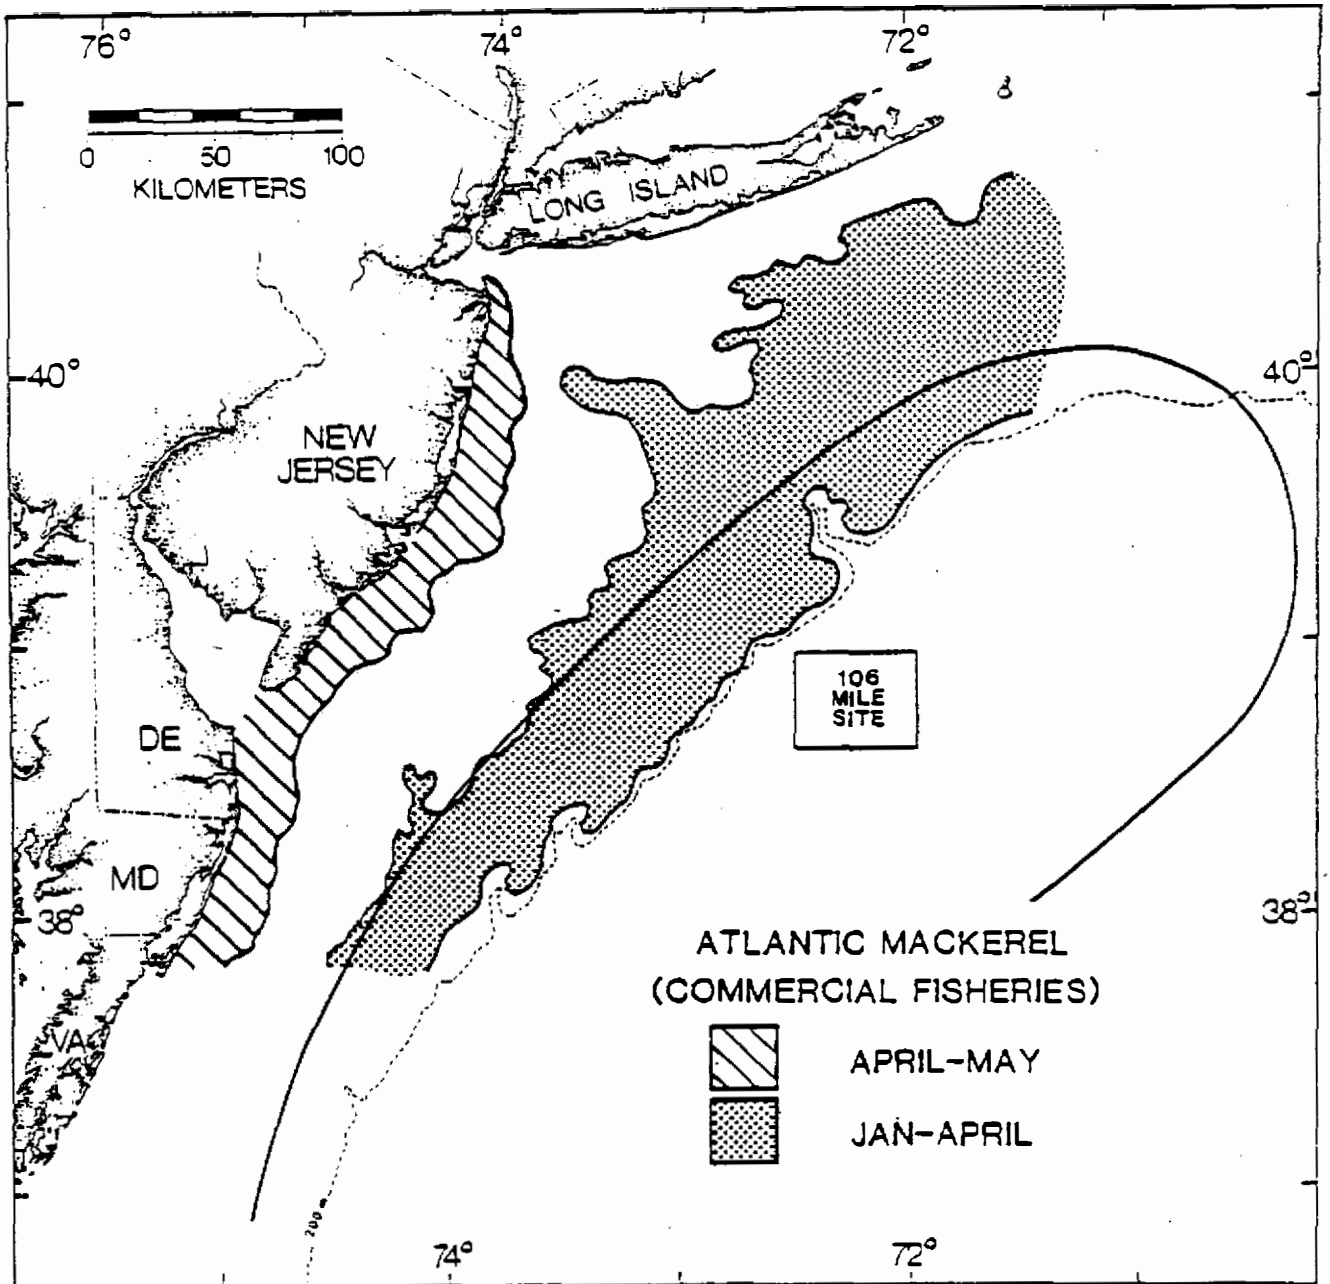 76°
74°
72°
0 50 100
KILOMETERS
LONG ISLAND
40°
40°
NEW
JERSEY
106
MILE
SITE
DE
MD
38°
38°
ATLANTIC MACKEREL
(COMMERCIAL FISHERIES)
VA
APRIL-MAY
JAN-APRIL
200 m
74°
72°